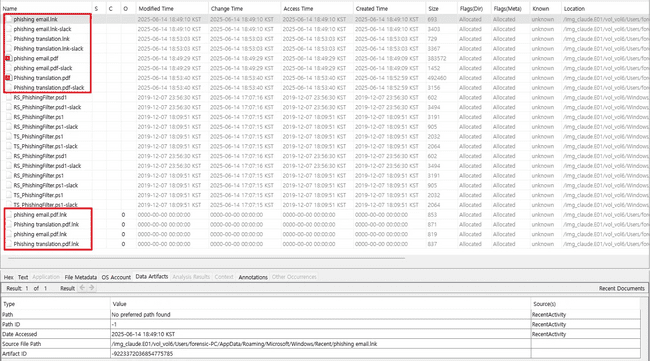 Name S C O Modified Time Change Time Access Time Created Time Size Flags(Dir) Flags(Meta) Known Location
phishing email.lnk 2025-06-14 18:49:10 KST 2025-06-14 18:49:10 KST 2025-06-14 18:49:10 KST 2025-06-14 18:49:10 KST 693 Allocated Allocated unknown /img_claude.E01/vol_vol6/Users/foren
phishing email.lnk-slack 2025-06-14 18:49:10 KST 2025-06-14 18:49:10 KST 2025-06-14 18:49:10 KST 2025-06-14 18:49:10 KST 3403 Allocated Allocated unknown /img_claude.E01/vol_vol6/Users/foren
Phishing translation.lnk 2025-06-14 18:53:03 KST 2025-06-14 18:53:03 KST 2025-06-14 18:53:03 KST 2025-06-14 18:53:03 KST 729 Allocated Allocated unknown /img_claude.E01/vol_vol6/Users/foren
Phishing translation.lnk-slack 2025-06-14 18:53:03 KST 2025-06-14 18:53:03 KST 2025-06-14 18:53:03 KST 2025-06-14 18:53:03 KST 3367 Allocated Allocated unknown /img_claude.E01/vol_vol6/Users/foren
phishing email.pdf 2025-06-14 18:49:29 KST 2025-06-14 18:49:29 KST 2025-06-14 18:49:29 KST 2025-06-14 18:49:29 KST 183572 Allocated Allocated unknown /img_claude.E01/vol_vol6/Users/foren
phishing email.pdf-slack 2025-06-14 18:49:29 KST 2025-06-14 18:49:29 KST 2025-06-14 18:49:29 KST 2025-06-14 18:49:29 KST 1452 Allocated Allocated unknown /img_claude.E01/vol_vol6/Users/foren
Phishing translation.pdf 2025-06-14 18:53:40 KST 2025-06-14 18:53:40 KST 2025-06-14 18:53:40 KST 2025-06-14 18:52:59 KST 492460 Allocated Allocated unknown /img_claude.E01/vol_vol6/Users/foren
Phishing translation.pdf-slack 2025-06-14 18:53:40 KST 2025-06-14 18:53:40 KST 2025-06-14 18:53:40 KST 2025-06-14 18:52:59 KST 3156 Allocated Allocated unknown /img_claude.E01/vol_vol6/Users/foren
RS_PhishingFilter.psd1 2019-12-07 23:56:30 KST 2025-06-14 17:07:16 KST 2019-12-07 23:56:30 KST 2019-12-07 23:56:30 KST 602 Allocated Allocated unknown /img_claude.E01/vol_vol6/Windows,
RS_PhishingFilter.psd1-slack 2019-12-07 23:56:30 KST 2025-06-14 17:07:16 KST 2019-12-07 23:56:30 KST 2019-12-07 23:56:30 KST 3494 Allocated Allocated unknown /img_claude.E01/vol_vol6/Windows,
RS_PhishingFilter.ps1 2019-12-07 18:09:51 KST 2025-06-14 17:07:15 KST 2019-12-07 18:09:51 KST 2019-12-07 18:09:51 KST 3191 Allocated Allocated unknown /img_claude.E01/vol_vol6/Windows,
RS_PhishingFilter.ps1-slack 2019-12-07 18:09:51 KST 2025-06-14 17:07:15 KST 2019-12-07 18:09:51 KST 2019-12-07 18:09:51 KST 905 Allocated Allocated unknown /img_claude.E01/vol_vol6/Windows,
TS_PhishingFilter.ps1 2019-12-07 18:09:51 KST 2025-06-14 17:07:15 KST 2019-12-07 18:09:51 KST 2019-12-07 18:09:51 KST 2032 Allocated Allocated unknown /img_claude.E01/vol_vol6/Windows,
TS_PhishingFilter.ps1-slack 2019-12-07 18:09:51 KST 2025-06-14 17:07:15 KST 2019-12-07 18:09:51 KST 2019-12-07 18:09:51 KST 2064 Allocated Allocated unknown /img_claude.E01/vol_vol6/Windows,
RS_PhishingFilter.psd1 2019-12-07 23:56:30 KST 2025-06-14 17:07:16 KST 2019-12-07 23:56:30 KST 2019-12-07 23:56:30 KST 602 Allocated Allocated unknown /img_claude.E01/vol_vol6/Windows,
RS_PhishingFilter.psd1-slack 2019-12-07 23:56:30 KST 2025-06-14 17:07:16 KST 2019-12-07 23:56:30 KST 2019-12-07 23:56:30 KST 3494 Allocated Allocated unknown /img_claude.E01/vol_vol6/Windows,
RS_PhishingFilter.ps1 2019-12-07 18:09:51 KST 2025-06-14 17:07:15 KST 2019-12-07 18:09:51 KST 2019-12-07 18:09:51 KST 3191 Allocated Allocated unknown /img_claude.E01/vol_vol6/Windows,
RS_PhishingFilter.ps1-slack 2019-12-07 18:09:51 KST 2025-06-14 17:07:15 KST 2019-12-07 18:09:51 KST 2019-12-07 18:09:51 KST 905 Allocated Allocated unknown /img_claude.E01/vol_vol6/Windows,
TS_PhishingFilter.ps1 2019-12-07 18:09:51 KST 2025-06-14 17:07:15 KST 2019-12-07 18:09:51 KST 2019-12-07 18:09:51 KST 2032 Allocated Allocated unknown /img_claude.E01/vol_vol6/Windows,
TS_PhishingFilter.ps1-slack 2019-12-07 18:09:51 KST 2025-06-14 17:07:15 KST 2019-12-07 18:09:51 KST 2019-12-07 18:09:51 KST 2064 Allocated Allocated unknown /img_claude.E01/vol_vol6/Windows,
phishing email.pdf.lnk 0 0000-00-00 00:00:00 0000-00-00 00:00:00 0000-00-00 00:00:00 0000-00-00 00:00:00 853 Allocated Allocated unknown /img_claude.E01/vol_vol6/Users/foren
Phishing translation.pdf.lnk 0 0000-00-00 00:00:00 0000-00-00 00:00:00 0000-00-00 00:00:00 0000-00-00 00:00:00 871 Allocated Allocated unknown /img_claude.E01/vol_vol6/Users/foren
phishing email.pdf.lnk 0 0000-00-00 00:00:00 0000-00-00 00:00:00 0000-00-00 00:00:00 0000-00-00 00:00:00 819 Allocated Allocated unknown /img_claude.E01/vol_vol6/Users/foren
Phishing translation.pdf.lnk 0 0000-00-00 00:00:00 0000-00-00 00:00:00 0000-00-00 00:00:00 0000-00-00 00:00:00 837 Allocated Allocated unknown /img_claude.E01/vol_vol6/Users/foren
Hex Text Application File Metadata OS Account Data Artifacts Analysis Results Context Annotations Other Occurrences
Result: 1 of 1 Result Recent Documents
Type Value Source(s)
Path No preferred path found RecentActivity
Path ID -1 RecentActivity
Date Accessed 2025-06-14 18:49:10 KST RecentActivity
Source File Path /img_claude.E01/vol_vol6/Users/forensic-PC/AppData/Roaming/Microsoft/Windows/Recent/phishing email.lnk
Artifact ID -9223372036854775785